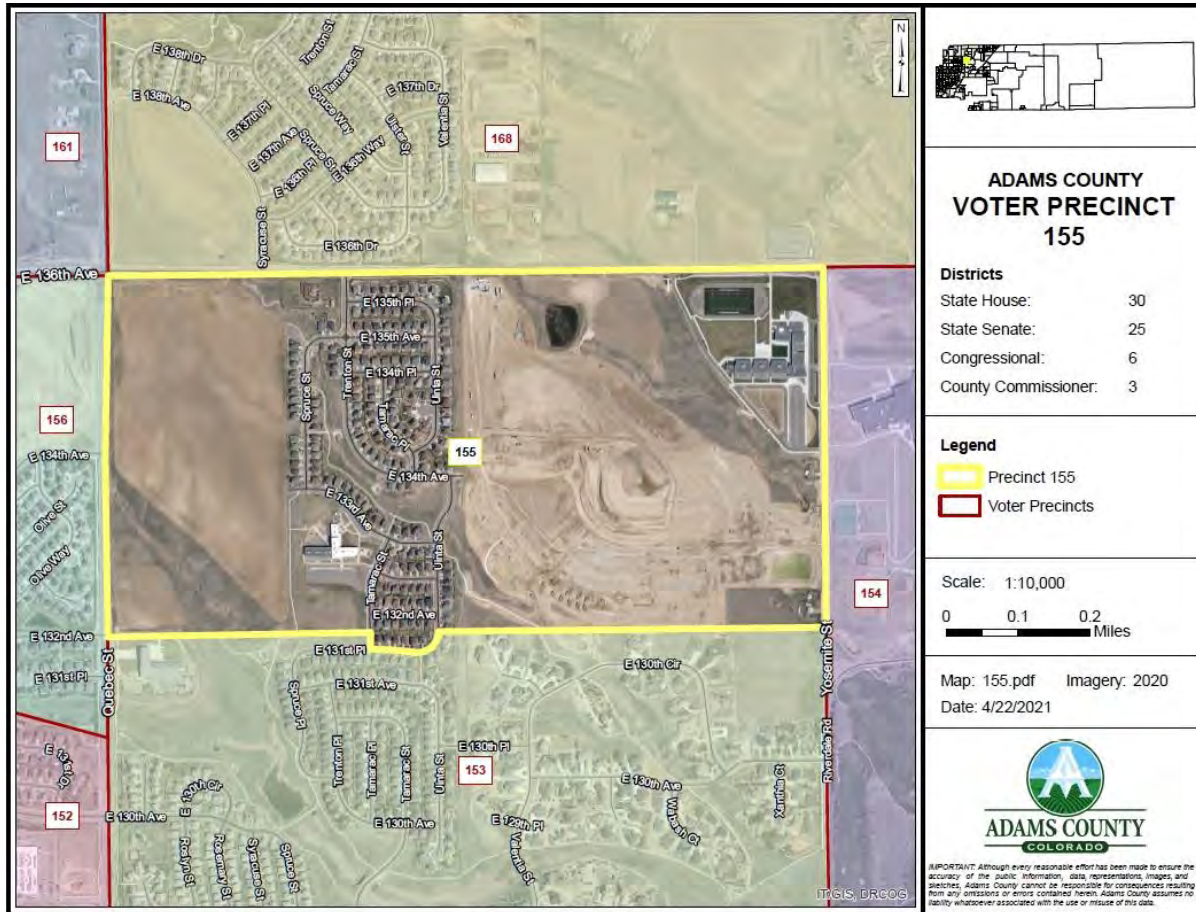 E 138th Dr
Trenton St
Tamarac St
E 138th Ave
E 137th Dr
Spruce Way
Valentia St
E 137th Pl
Ulster St
161
168
E 137th Ave
Spruce St
E 136th Way
E 136th Pl
Syracuse St
E 136th Dr
E 136th Ave
E 135th Pl
E 135th Ave
Trenton St
E 134th Pl
Uinta St
Spruce St
Tamarac Pl
156
155
E 134th Ave
E 134th Ave
Olive St
E 133rd Ave
Olive Way
Uinta St
Tamarac St
154
E 132nd Ave
E 132nd Ave
E 131st Pl
E 131st Pl
E 130th Cir
Yosemite St
Quebec St
E 131st Ave
Spruce Pl
E 131st Dr
Trenton Pl
Tamarac Pl
Tamarac St
Uinta St
E 130th Pl
153
Riverdale Rd
E 130th Ave
Xanthia Ct
E 130th Cir
Wabash Ct
152
E 130th Ave
E 130th Ave
E 129th Pl
Valentia St
Roslyn St
Rosemary St
Syracuse St
Spruce St
ITGIS, DRCOG
N
ADAMS COUNTY
VOTER PRECINCT
155
Districts
State House: 30
State Senate: 25
Congressional: 6
County Commissioner: 3
Legend
Precinct 155
Voter Precincts
Scale: 1:10,000
0 0.1 0.2
Miles
Map: 155.pdf Imagery: 2020
Date: 4/22/2021
ADAMS COUNTY
COLORADO
IMPORTANT: Although every reasonable effort has been made to ensure the
accuracy of the public information, data, representations, images, and
sketches, Adams County cannot be responsible for consequences resulting
from any omissions or errors contained herein. Adams County assumes no
liability whatsoever associated with the use or misuse of this data.